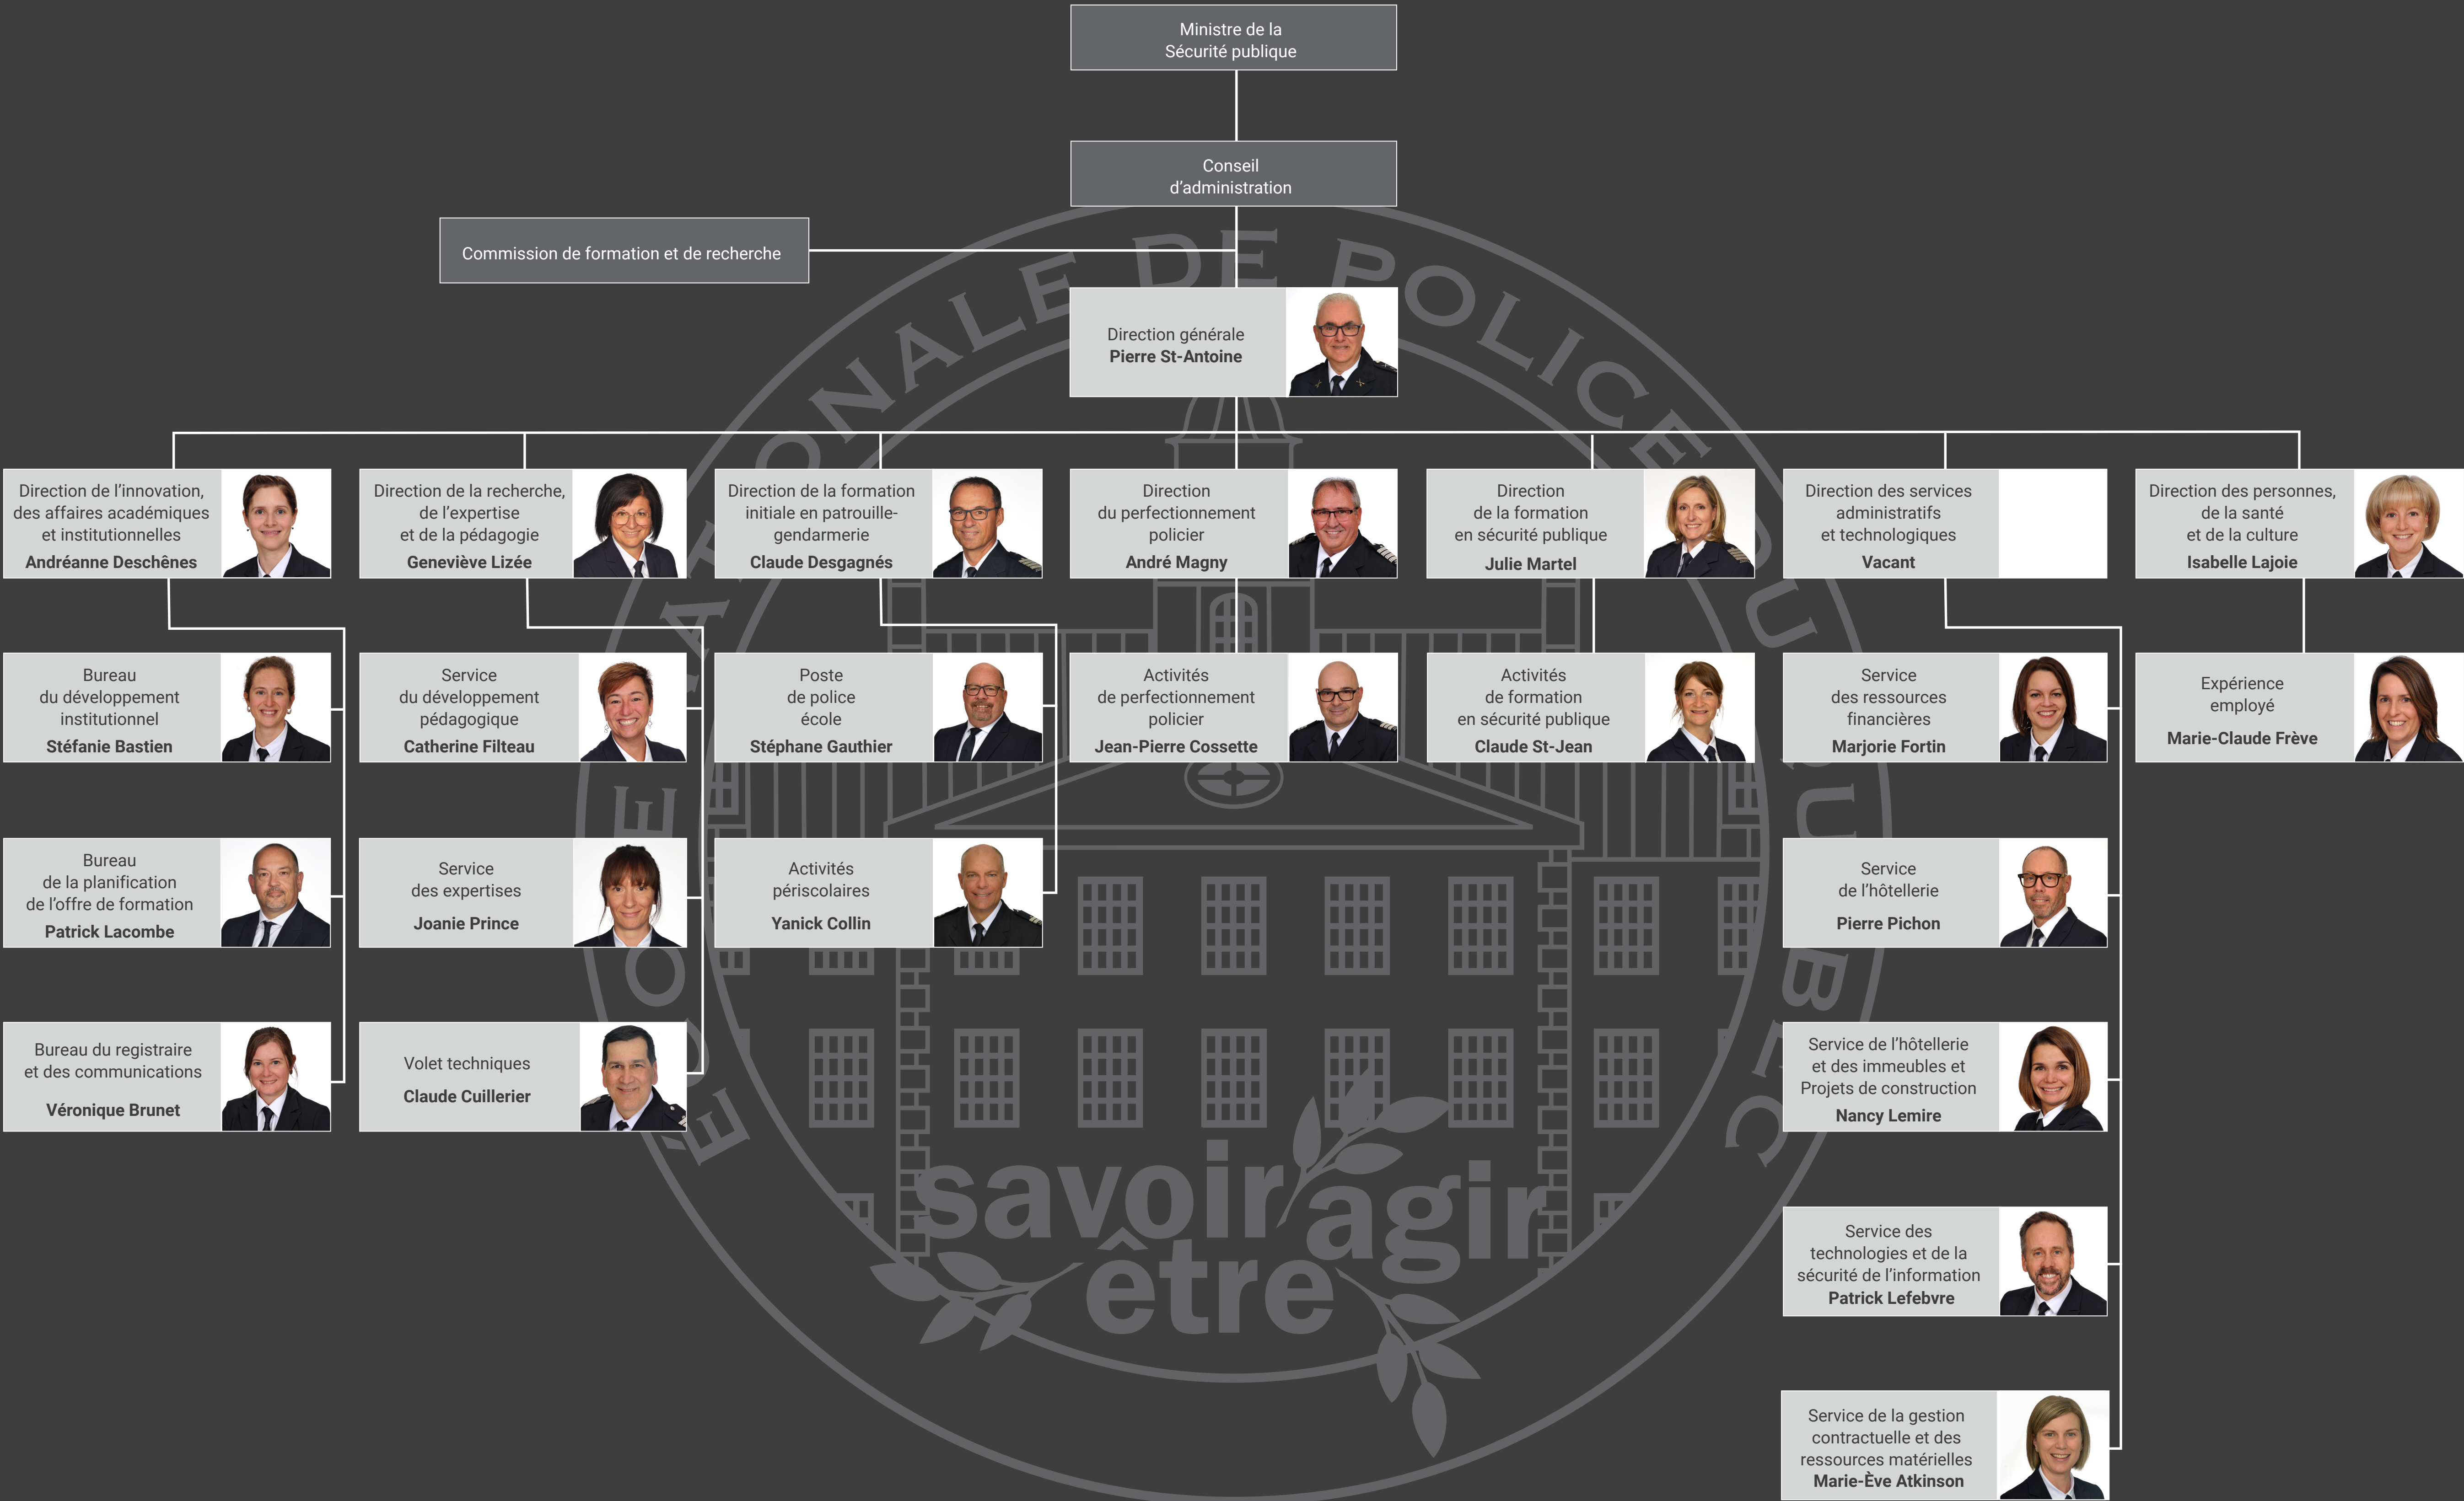 Ministre de la
Sécurité publique
Conseil
d'administration
Commission de formation et de recherche
Direction générale
Pierre St-Antoine
Direction de l'innovation,
des affaires académiques
et institutionnelles
Andréanne Deschênes
Direction de la recherche,
de l'expertise
et de la pédagogie
Geneviève Lizée
Direction de la formation
initiale en patrouille-
gendarmerie
Claude Desgagnés
Direction
du perfectionnement
policier
André Magny
Direction
de la formation
en sécurité publique
Julie Martel
Direction des services
administratifs
et technologiques
Vacant
Direction des personnes,
de la santé
et de la culture
Isabelle Lajoie
Bureau
du développement
institutionnel
Stéfanie Bastien
Service
du développement
pédagogique
Catherine Filteau
Poste
de police
école
Stéphane Gauthier
Activités
de perfectionnement
policier
Jean-Pierre Cossette
Activités
de formation
en sécurité publique
Claude St-Jean
Service
des ressources
financières
Marjorie Fortin
Expérience
employé
Marie-Claude Frève
Bureau
de la planification
de l'offre de formation
Patrick Lacombe
Service
des expertises
Joanie Prince
Activités
périscolaires
Yanick Collin
Service
de l'hôtellerie
Pierre Pichon
Bureau du registraire
et des communications
Véronique Brunet
Volet techniques
Claude Cuillerier
Service de l'hôtellerie
et des immeubles et
Projets de construction
Nancy Lemire
Service des
technologies et de la
sécurité de l'information
Patrick Lefebvre
Service de la gestion
contractuelle et des
ressources matérielles
Marie-Ève Atkinson
savoir
agir
être
DE POLICE DU